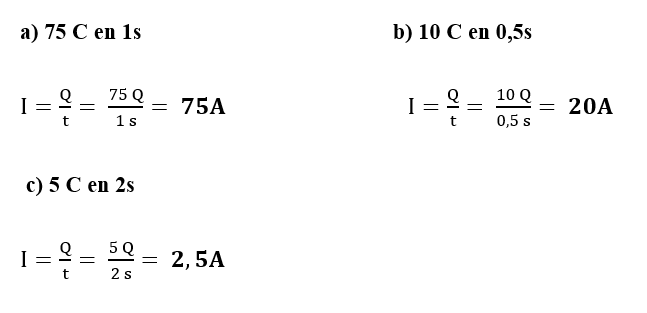 a) 75 C en 1s
I = Q/t = 75 Q/1 s = 75A
b) 10 C en 0,5s
I = Q/t = 10 Q/0,5 s = 20A
c) 5 C en 2s
I = Q/t = 5 Q/2 s = 2,5A